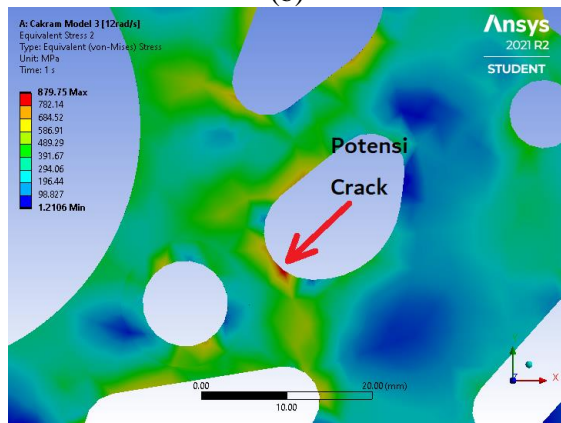 A: Cakram Model 3 [12rad/s]
Equivalent Stress 2
Type: Equivalent (von-Mises) Stress
Unit: MPa
Time: 1 s
879.75 Max
782.14
684.52
586.91
489.29
391.67
294.06
196.44
98.827
1.2106 Min
Ansys
2021 R2
STUDENT
Potensi
Crack
0.00
20.00 (mm)
10.00
Y
X